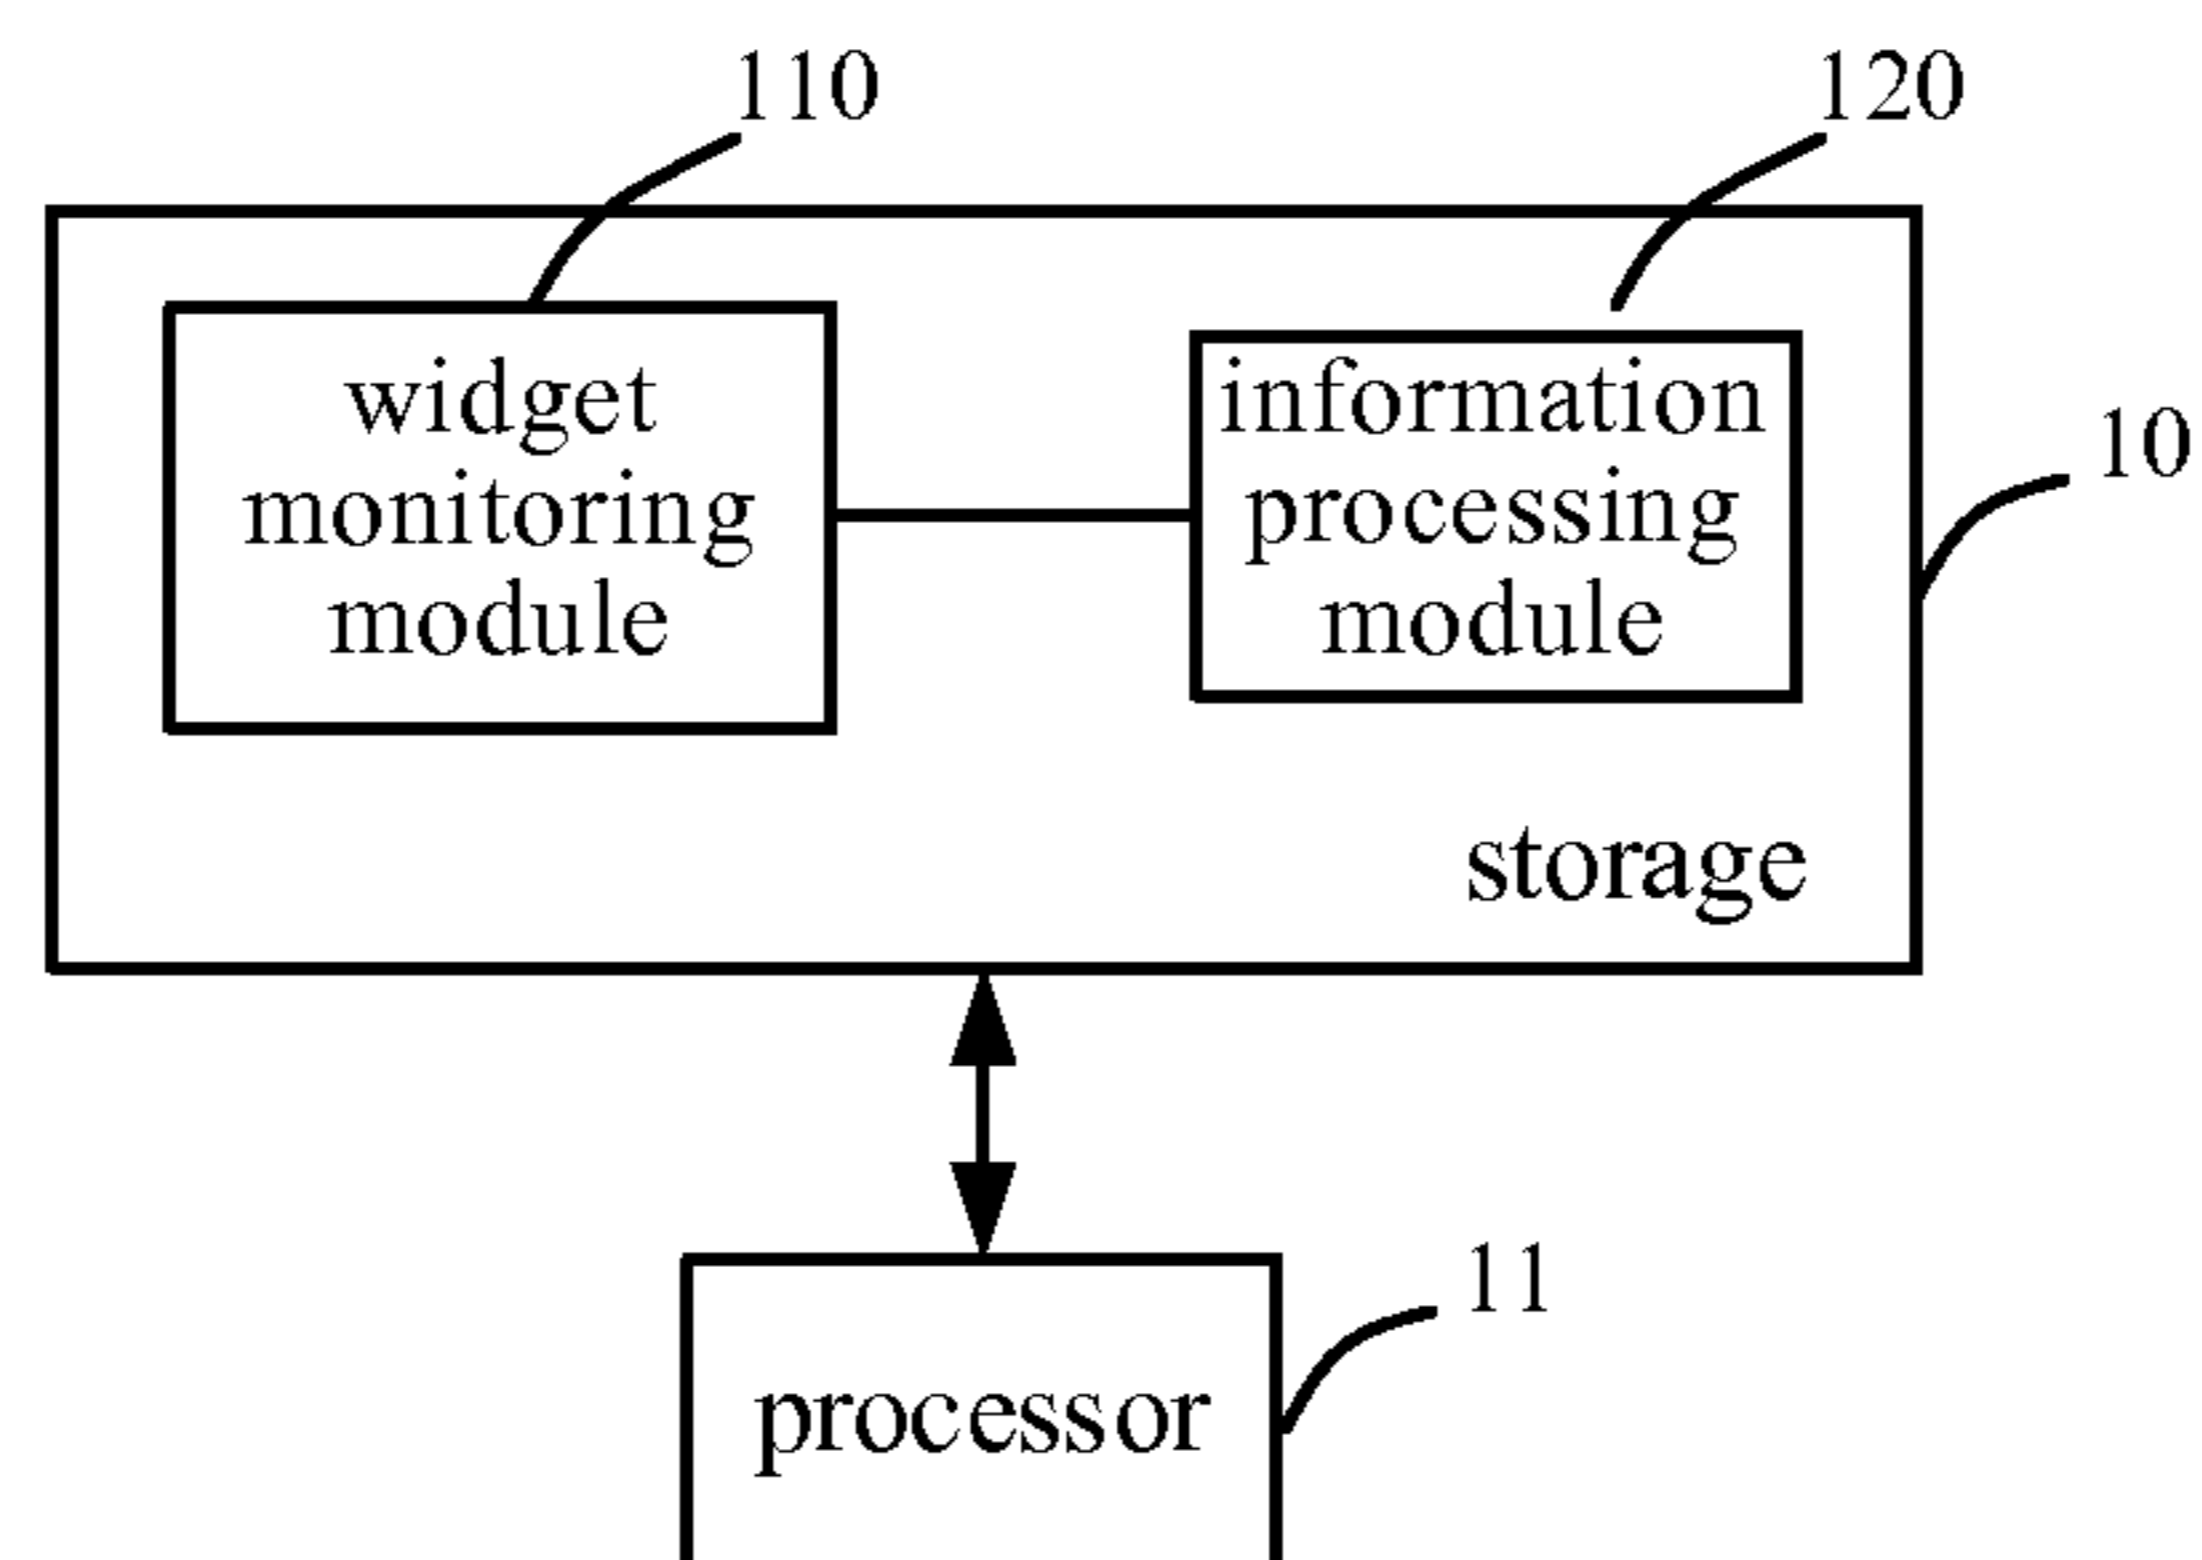 110
120
widget
monitoring
module
information
processing
module
10
storage
11
processor